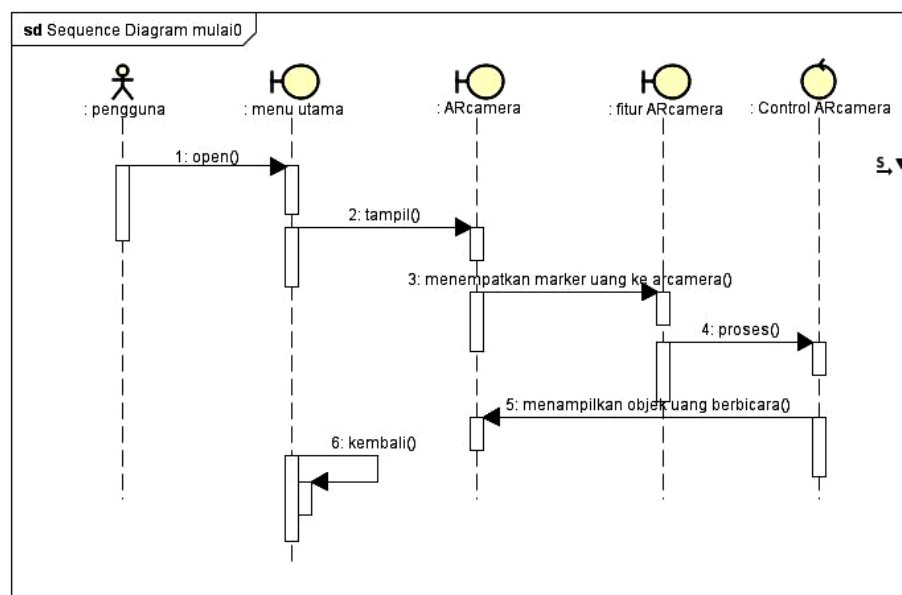 sd Sequence Diagram mulai0
: pengguna
: menu utama
: ARcamera
: fitur ARcamera
: Control ARcamera
1: open()
S
2: tampil()
3: menempatkan marker uang ke arcamera()
4: proses()
5: menampilkan objek uang berbicara()
6: kembali()